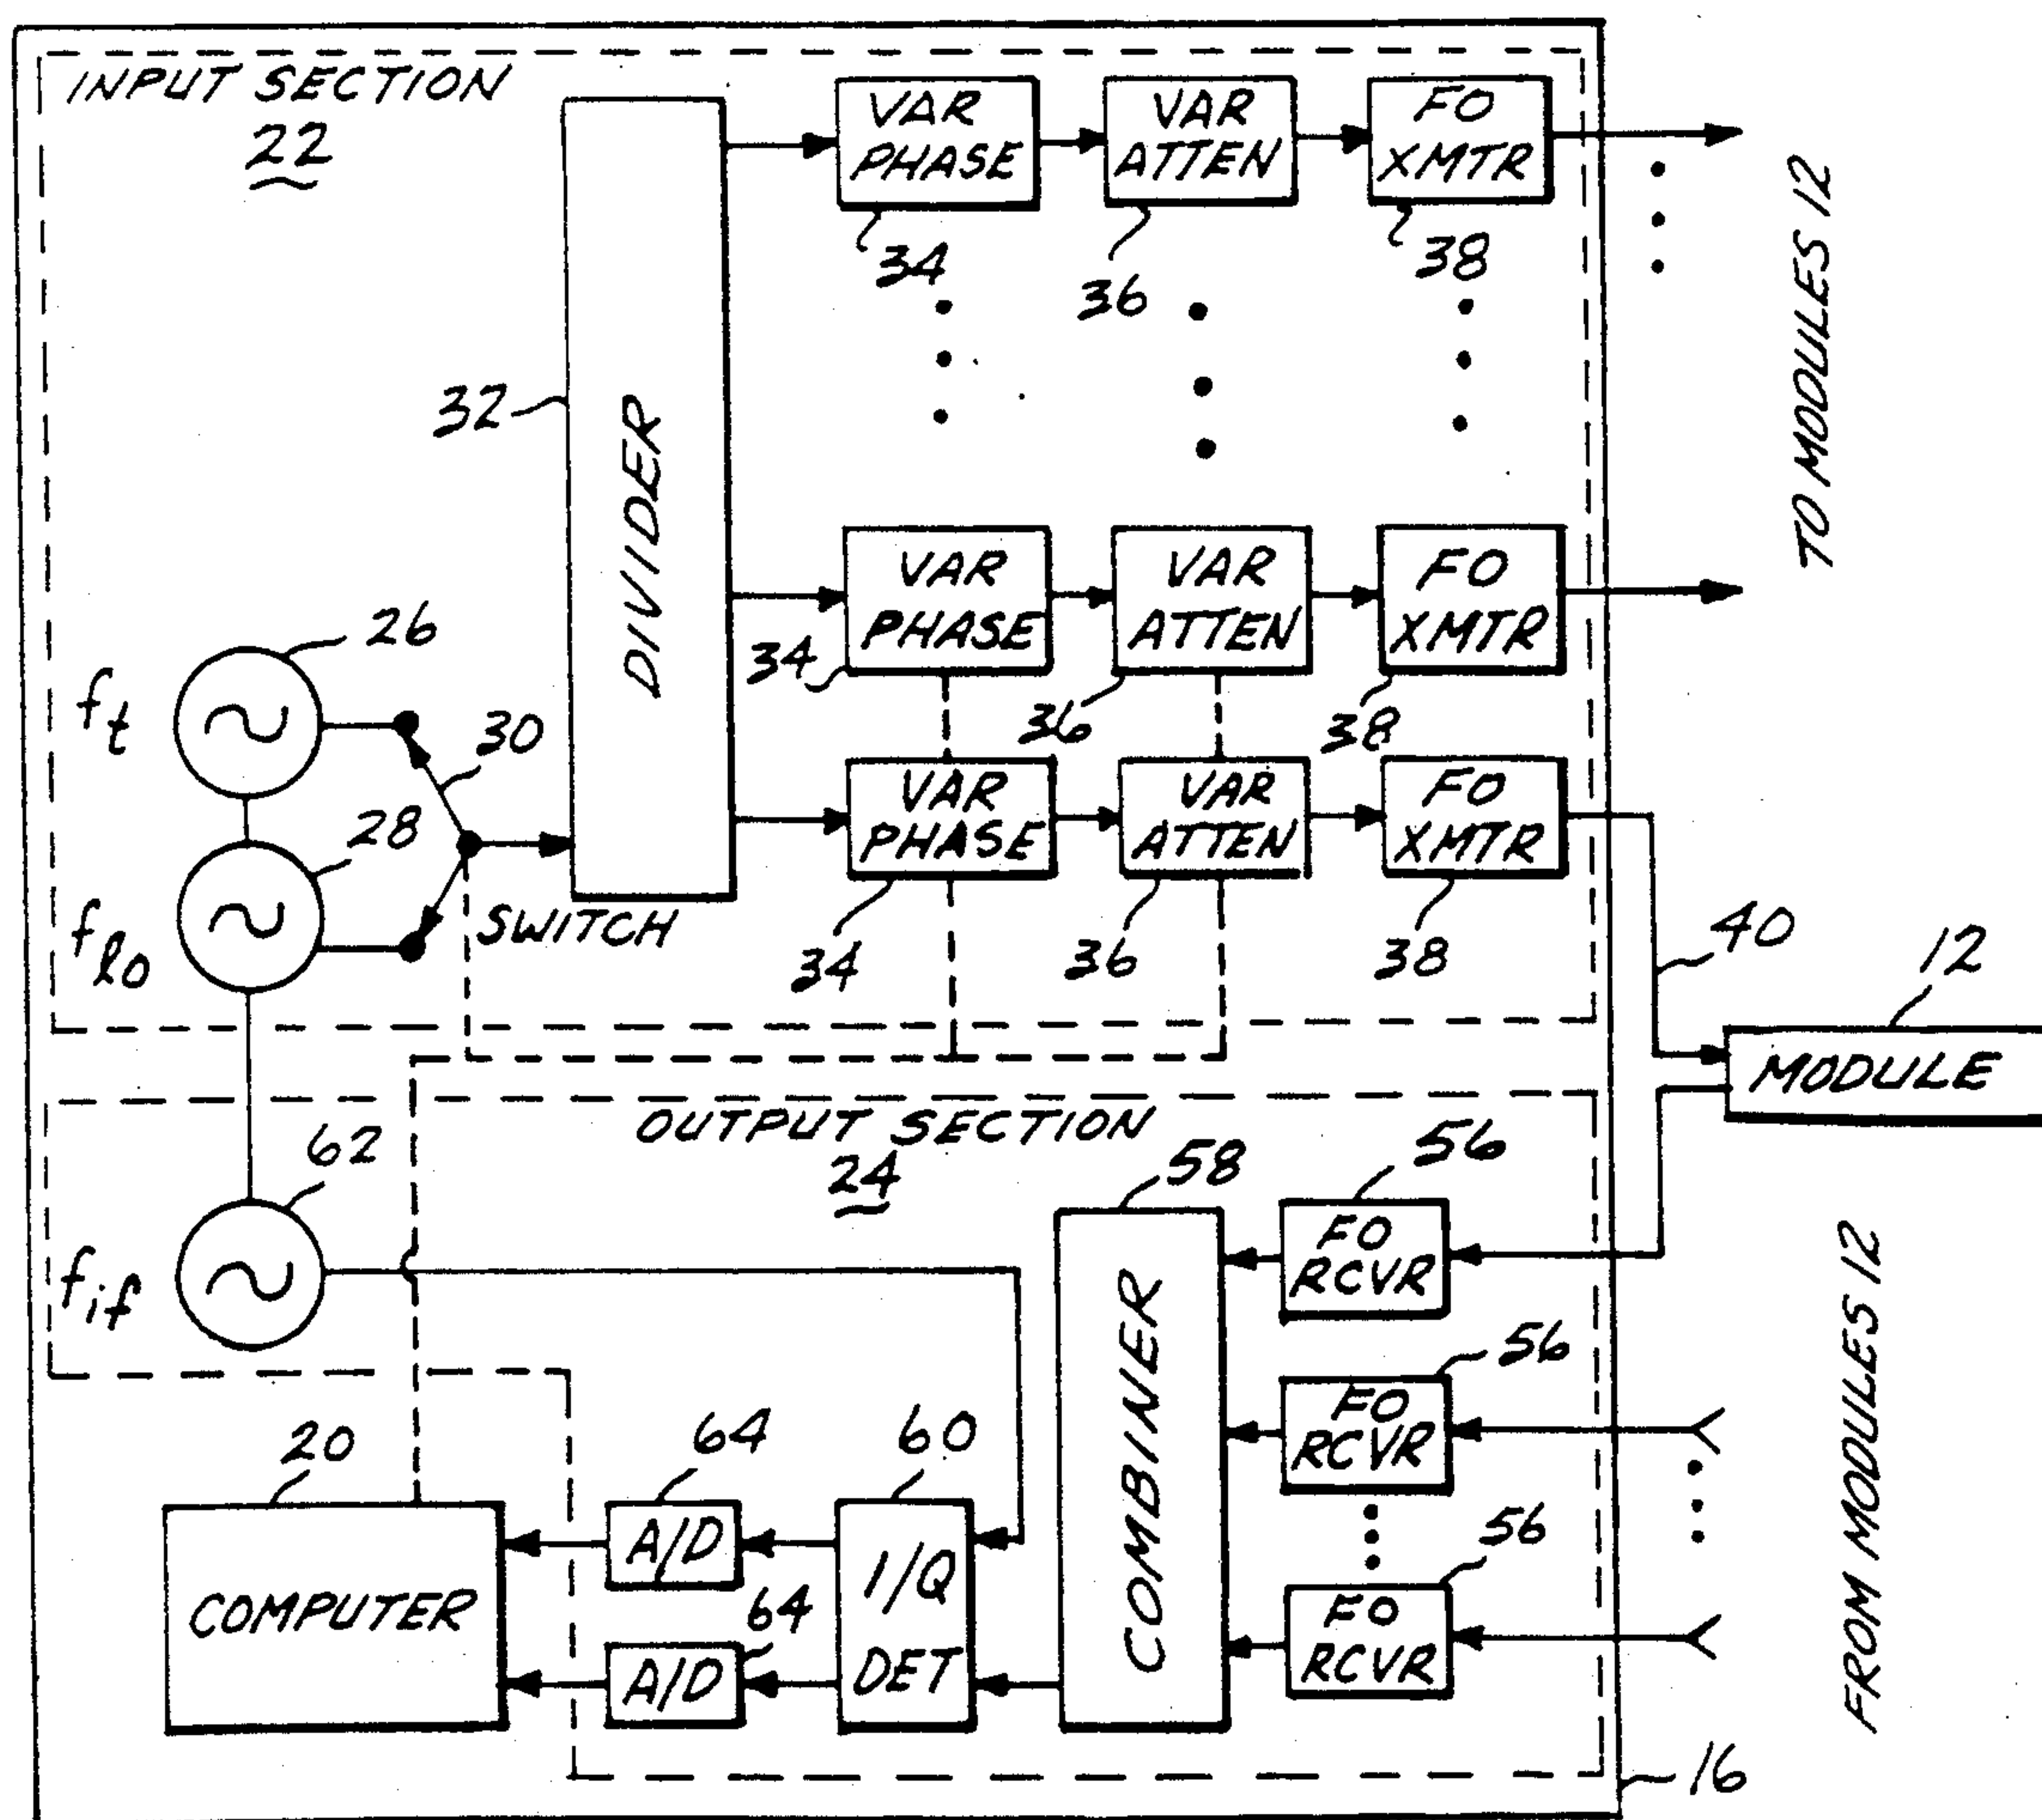 INPUT SECTION
22
VAR
PHASE
34
VAR
ATTEN
36
FO
XMTR
38
TO MODULES 12
32
DIVIDER
VAR
PHASE
34
VAR
ATTEN
36
FO
XMTR
38
26
ft
30
28
flo
SWITCH
VAR
PHASE
34
VAR
ATTEN
36
FO
XMTR
38
40
12
MODULE
OUTPUT SECTION
24
62
fif
58
COMBINER
56
FO
RCVR
56
FO
RCVR
56
FO
RCVR
FROM MODULES 12
20
COMPUTER
64
A/D
64
A/D
60
I/Q
DET
16